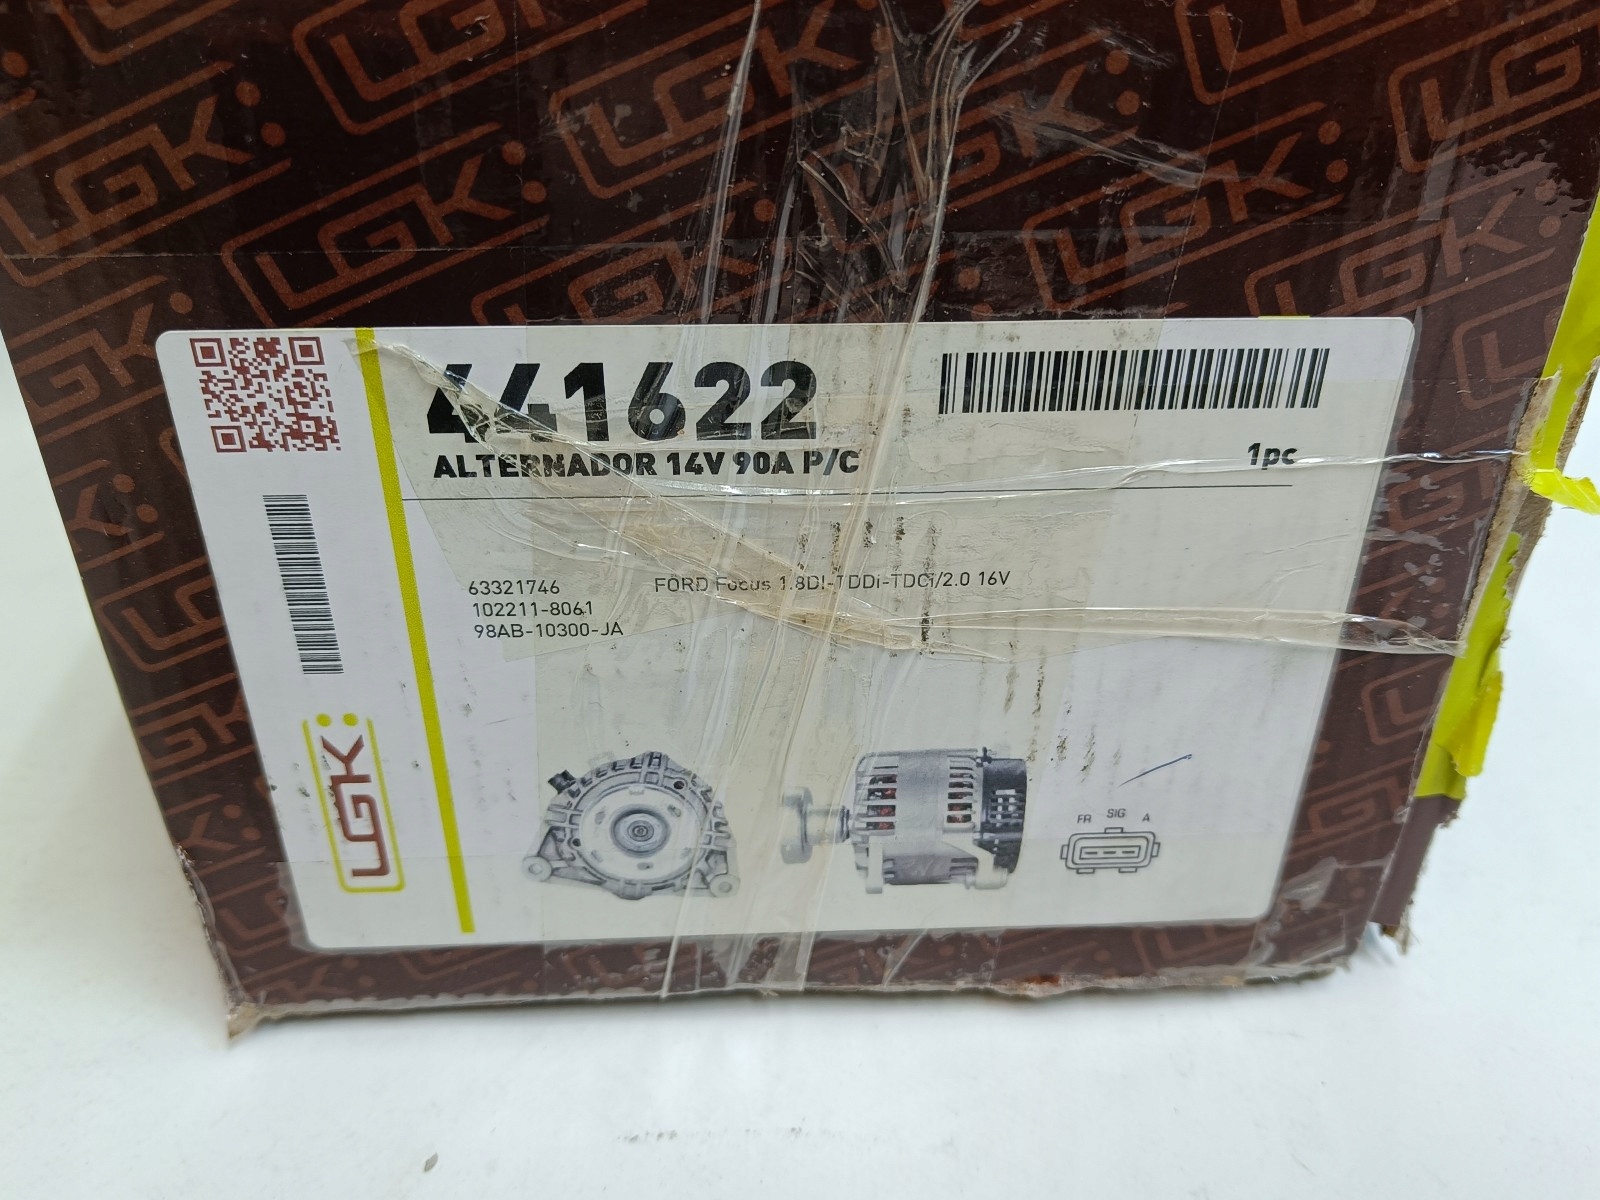 441622
ALTERNADOR 14V 90A P/C
1pc
63321746
102211-8061
98AB-10300-JA
FORD Focus 1.8DI-TDDi-TDCi/2.0 16V
LGK
FR SIG A